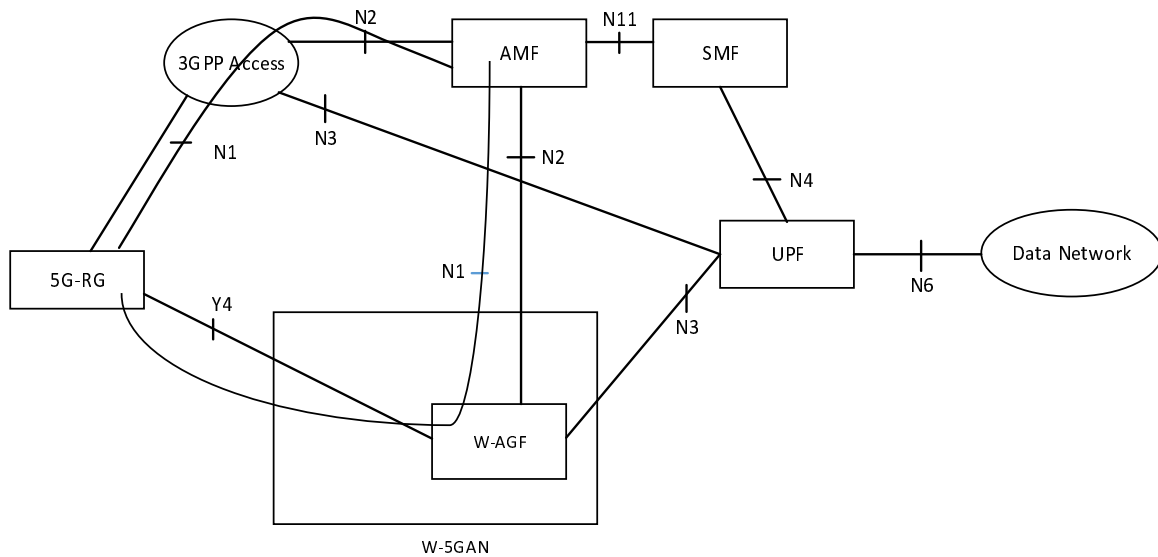 N2
N11
3GPP Access
AMF
SMF
N3
N1
N2
N4
5G-RG
N1
UPF
Data Network
Y4
N6
N3
W-AGF
W-5GAN